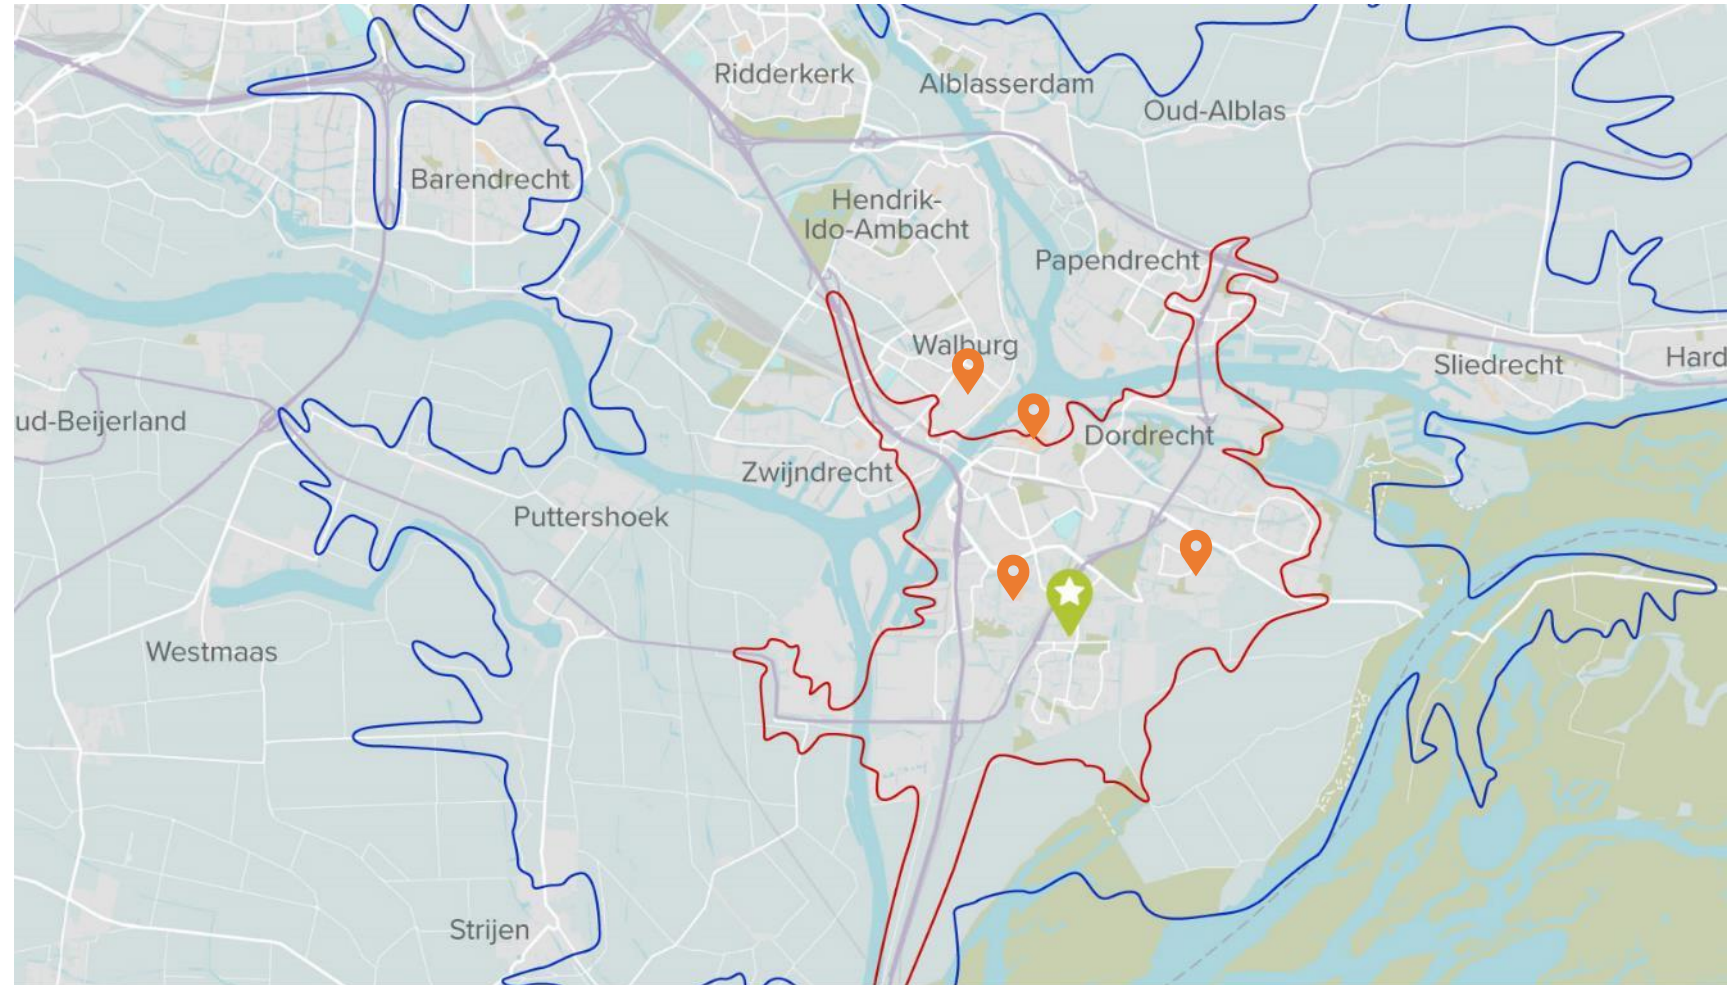 Ridderkerk
Alblasserdam
Oud-Alblas
Barendrecht
Hendrik-
Ido-Ambacht
Papendrecht
Walburg
Sliedrecht
Hard
ud-Beijerland
Dordrecht
Zwijndrecht
Puttershoek
Westmaas
Strijen